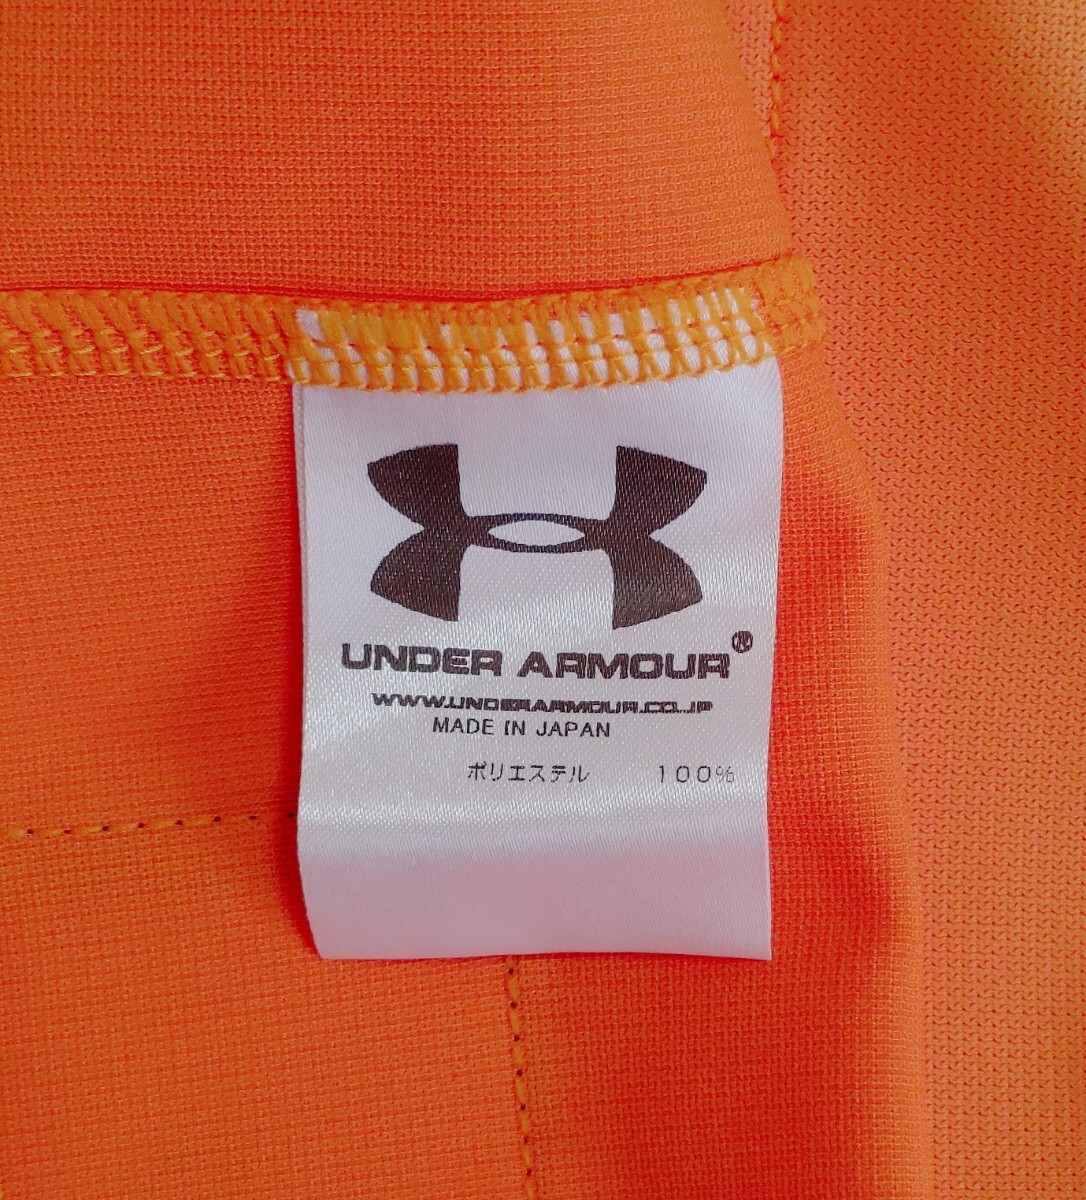 UNDER ARMOUR®
WWW.UNDERARMOUR.CO.JP
MADE IN JAPAN
ポリエステル 100%